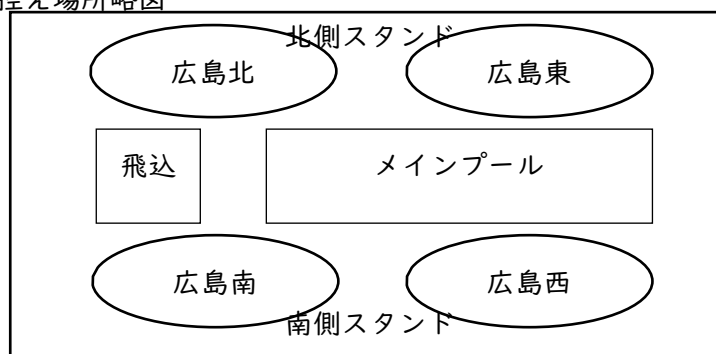 控え場所略図
北側スタンド
広島北
広島東
飛込
メインプール
広島南
広島西
南側スタンド